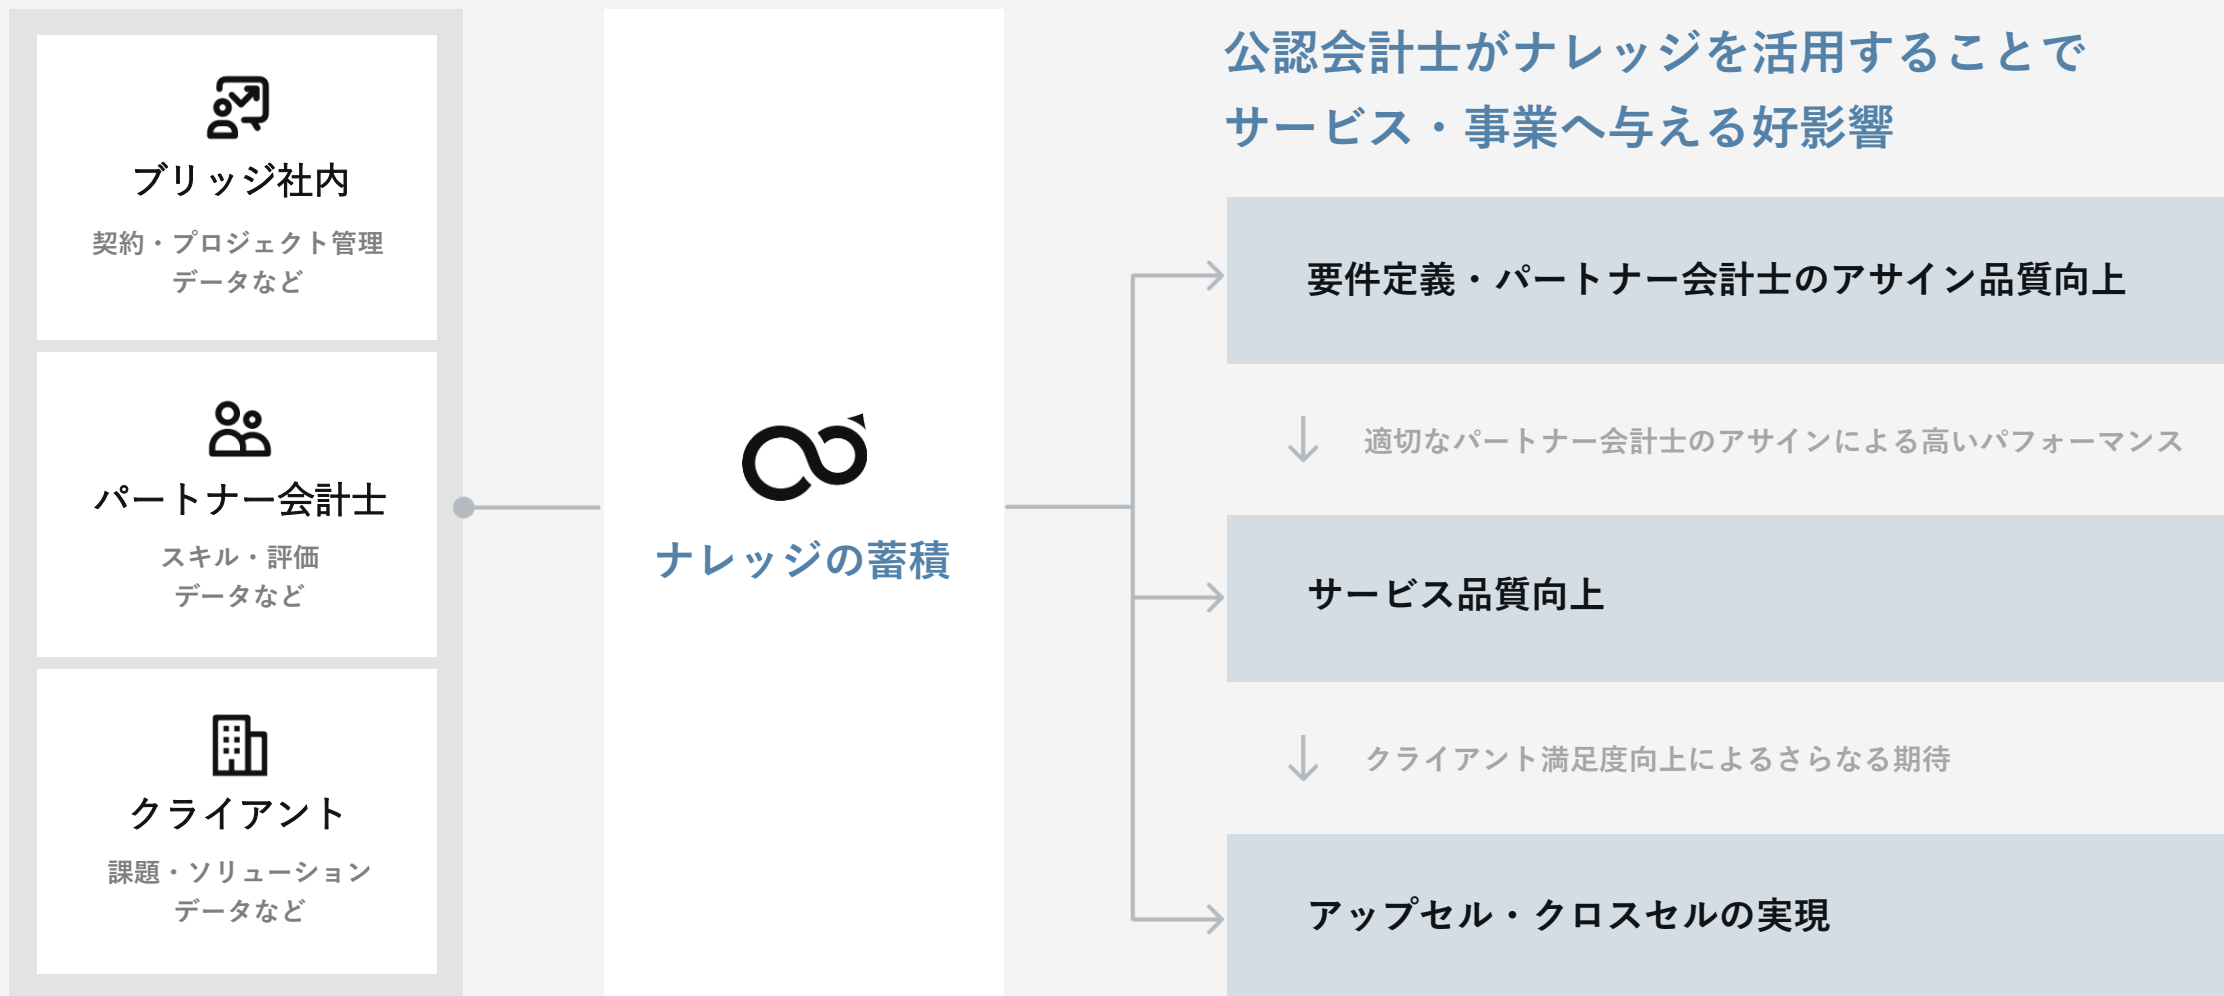 ブリッジ社内
契約・プロジェクト管理
データなど
パートナー会計士
スキル・評価
データなど
クライアント
課題・ソリューション
データなど
ナレッジの蓄積
公認会計士がナレッジを活用することで
サービス・事業へ与える好影響
要件定義・パートナー会計士のアサイン品質向上
適切なパートナー会計士のアサインによる高いパフォーマンス
サービス品質向上
クライアント満足度向上によるさらなる期待
アップセル・クロスセルの実現